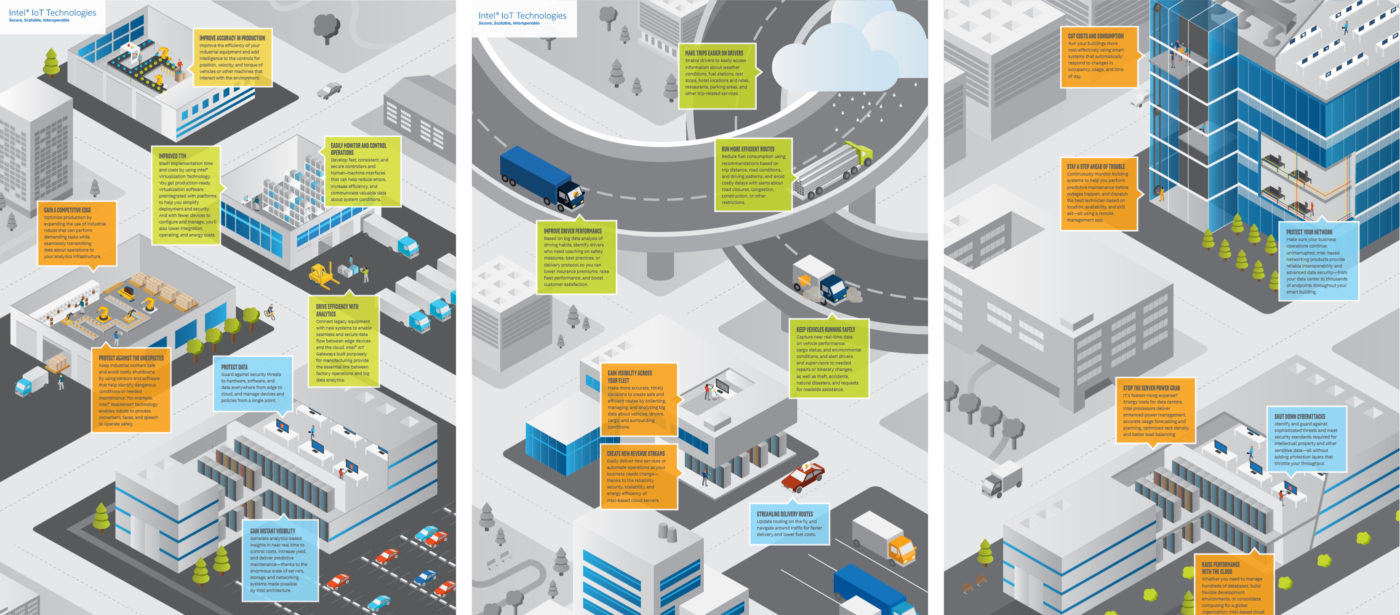 Intel® IoT Technologies
Secure, Scalable, Interoperable
IMPROVE ACCURACY IN PRODUCTION
Improve the efficiency of your
industrial equipment and add
intelligence to the controls for
position, velocity, and torque of
vehicles or other machines that
interact with the environment.
EASILY MONITOR AND CONTROL
OPERATIONS
Develop fast, consistent, and
secure controllers and
human-machine interfaces
that can help reduce errors,
increase efficiency, and
communicate valuable data
about system conditions.
IMPROVED TTM
Slash implementation time
and costs by using Intel®
Virtualization Technology.
You get production-ready
virtualization software
preintegrated with platforms
to help you simplify
deployment and security.
And with fewer devices to
configure and manage, you'll
also lower integration,
operating, and energy costs.
GAIN A COMPETITIVE EDGE
Optimize production by
expanding the use of industrial
robots that can perform
demanding tasks while
seamlessly transmitting
data about operations to
your analytics infrastructure.
DRIVE EFFICIENCY WITH
ANALYTICS
Connect legacy equipment
with new systems to enable
seamless and secure data
flow between edge devices
and the cloud. Intel® IoT
Gateways built purposely
for manufacturing provide
the essential link between
factory operations and big
data analytics.
PROTECT AGAINST THE UNEXPECTED
Keep industrial workers safe
and avoid costly shutdowns
by using sensors and software
that help identify dangerous
conditions or needed
maintenance. For example,
Intel® RealSense™ technology
enables robots to process
movement, faces, and speech
to operate safely.
PROTECT DATA
Guard against security threats
to hardware, software, and
data everywhere from edge to
cloud, and manage devices and
policies from a single point.
GAIN INSTANT VISIBILITY
Generate analytics-based
insights in near real time to
control costs, increase yield,
and deliver predictive
maintenance—thanks to the
enormous scale of servers,
storage, and networking
systems made possible
by Intel architecture.
Intel® IoT Technologies
Secure, Scalable, Interoperable
MAKE TRIPS EASIER ON DRIVERS
Enable drivers to easily access
information about weather
conditions, fuel stations, rest
stops, hotel locations and rates,
restaurants, parking areas, and
other trip-related services.
RUN MORE EFFICIENT ROUTES
Reduce fuel consumption using
recommendations based on
trip distance, road conditions,
and driving patterns, and avoid
costly delays with alerts about
road closures, congestion,
construction, or other
restrictions.
IMPROVE DRIVER PERFORMANCE
Based on big data analysis of
driving habits, identify drivers
who need coaching on safety
measures, best practices, or
delivery protocol so you can
lower insurance premiums, raise
fleet performance, and boost
customer satisfaction.
KEEP VEHICLES RUNNING SAFELY
Capture near real-time data
on vehicle performance,
cargo status, and environmental
conditions, and alert drivers
and supervisors to needed
repairs or itinerary changes,
as well as theft, accidents,
natural disasters, and requests
for roadside assistance.
GAIN VISIBILITY ACROSS
YOUR FLEET
Make more accurate, timely
decisions to create safe and
efficient routes by collecting,
managing, and analyzing big
data about vehicles, drivers,
cargo, and surrounding
conditions.
CREATE NEW REVENUE STREAMS
Easily deliver new services or
automate operations as your
business needs change—
thanks to the reliability
security, scalability, and
energy efficiency of
Intel-based cloud servers.
STREAMLINE DELIVERY ROUTES
Update routing on the fly and
navigate around traffic for faster
delivery and lower fuel costs.
CUT COSTS AND CONSUMPTION
Run your buildings more
cost-effectively using smart
systems that automatically
respond to changes in
occupancy, usage, and time
of day.
STAY A STEP AHEAD OF TROUBLE
Continuously monitor building
systems to help you perform
predictive maintenance before
outages happen, and dispatch
the best technician based on
location, availability, and skill
set—all using a remote
management app.
PROTECT YOUR NETWORK
Make sure your business
operations continue
uninterrupted. Intel-based
networking products provide
reliable interoperability and
advanced data security—from
your data center to thousands
of endpoints throughout your
smart building.
STOP THE SERVER POWER GRAB
IT's fastest-rising expense?
Energy costs for data centers.
Intel processors deliver
enhanced power management,
accurate usage forecasting and
planning, optimized rack density,
and better load balancing.
SHUT DOWN CYBERATTACKS
Identify and guard against
sophisticated threats and meet
security standards required for
intellectual property and other
sensitive data—all without
adding protection layers that
throttle your throughput.
RAISE PERFORMANCE
WITH THE CLOUD
Whether you need to manage
hundreds of databases, build
flexible development
environments, or consolidate
computing for a global
organization, Intel-based cloud